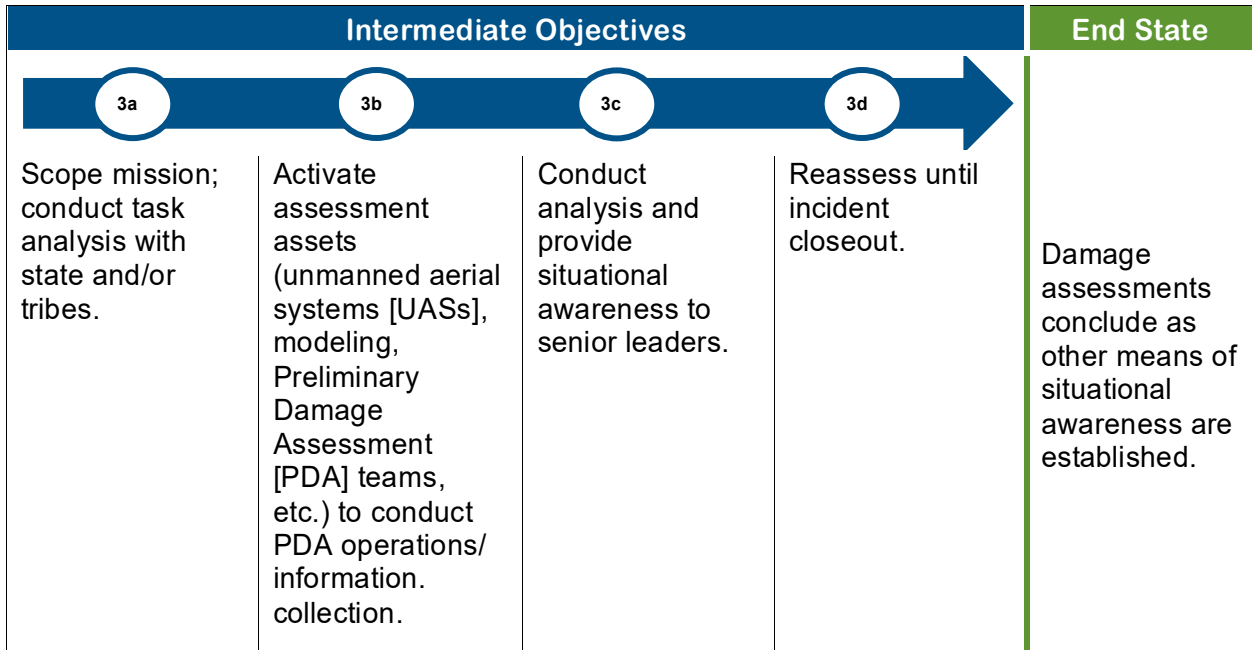 Intermediate Objectives
End State
3a
3b
3c
3d
Scope mission;
conduct task
analysis with
state and/or
tribes.
Activate
assessment
assets
(unmanned aerial
systems [UASs],
modeling,
Preliminary
Damage
Assessment
[PDA] teams,
etc.) to conduct
PDA operations/
information.
collection.
Conduct
analysis and
provide
situational
awareness to
senior leaders.
Reassess until
incident
closeout.
Damage
assessments
conclude as
other means of
situational
awareness are
established.